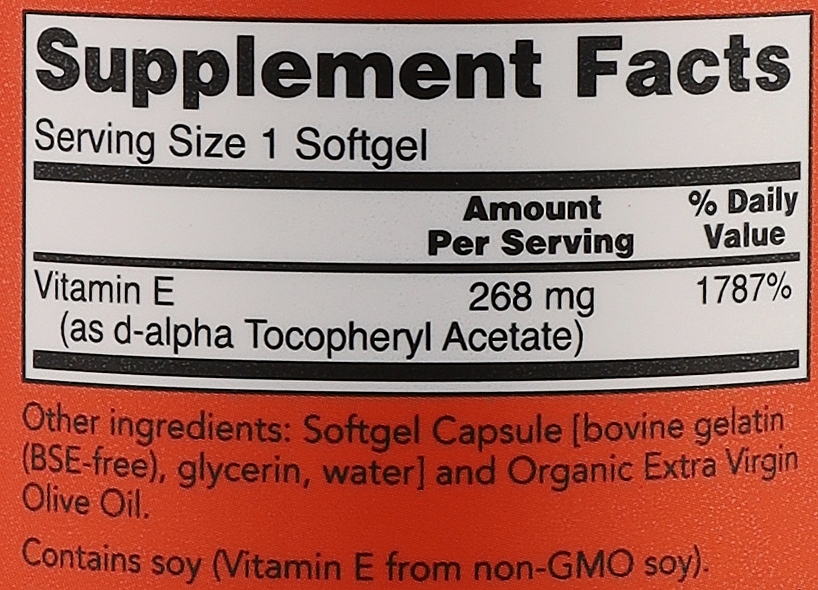 Supplement Facts
Serving Size 1 Softgel
Amount Per Serving
% Daily Value
Vitamin E 268 mg 1787%
(as d-alpha Tocopheryl Acetate)
Other ingredients: Softgel Capsule [bovine gelatin
(BSE-free), glycerin, water] and Organic Extra Virgin
Olive Oil.
Contains soy (Vitamin E from non-GMO soy).